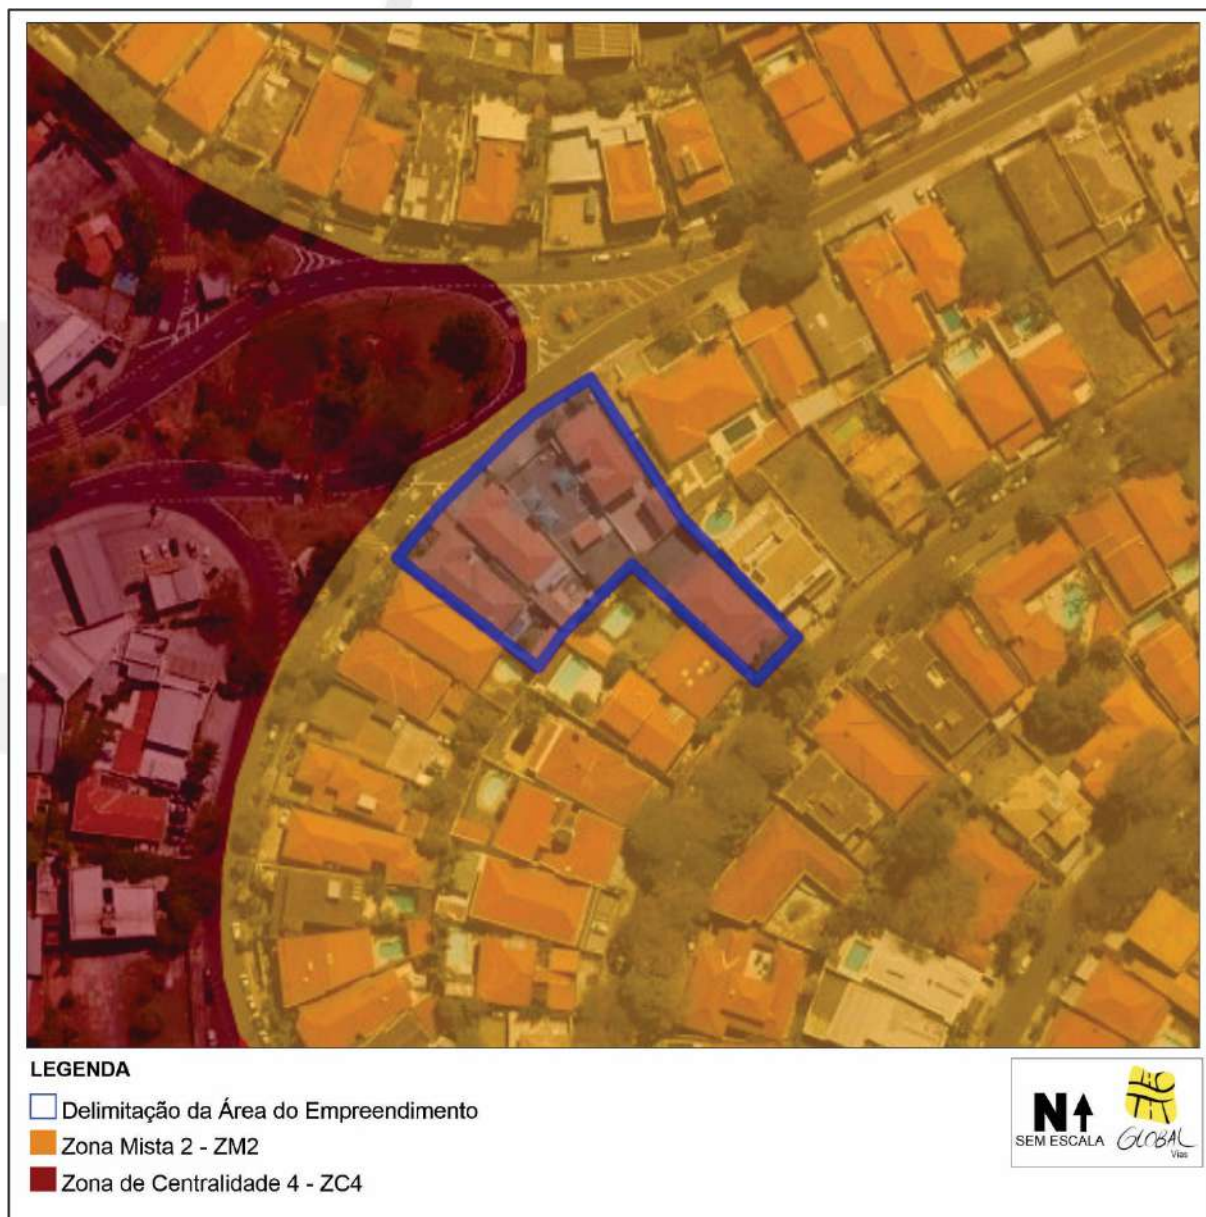 LEGENDA
Delimitação da Área do Empreendimento
Zona Mista 2 - ZM2
Zona de Centralidade 4 - ZC4
N
SEM ESCALA
GLOBAL
Vias